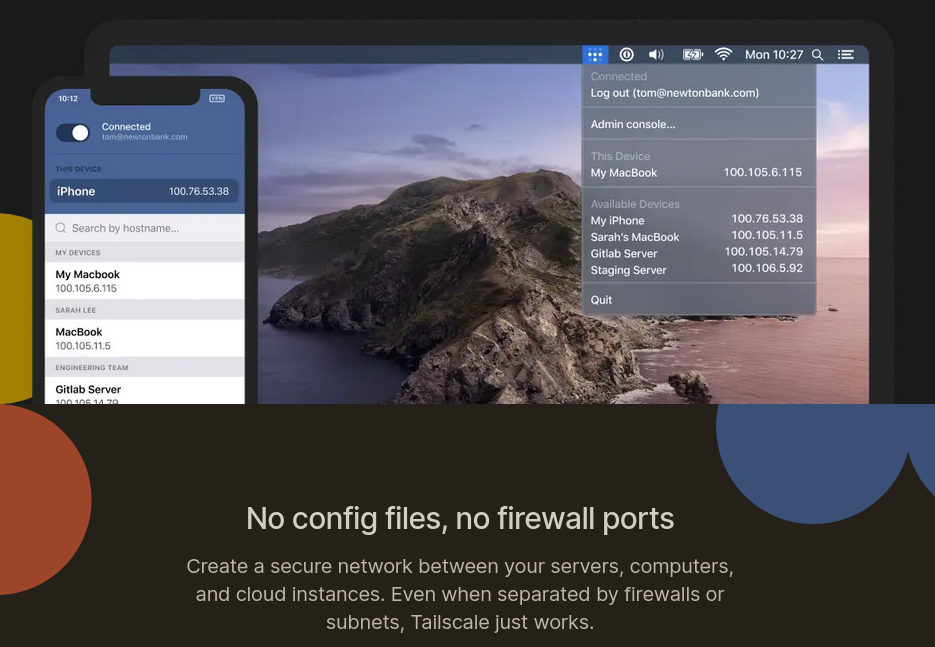 Mon 10:27
Connected
Log out (tom@newtonbank.com)
Admin console...
This Device
My MacBook 100.105.6.115
Available Devices
My iPhone 100.76.53.38
Sarah's MacBook 100.105.11.5
Gitlab Server 100.105.14.79
Staging Server 100.106.5.92
Quit
10:12 VPN
Connected
tom@newtonbank.com
THIS DEVICE
iPhone 100.76.53.38
Search by hostname...
MY DEVICES
My Macbook
100.105.6.115
SARAH LEE
MacBook
100.105.11.5
ENGINEERING TEAM
Gitlab Server
100.105.14.79
No config files, no firewall ports
Create a secure network between your servers, computers,
and cloud instances. Even when separated by firewalls or
subnets, Tailscale just works.